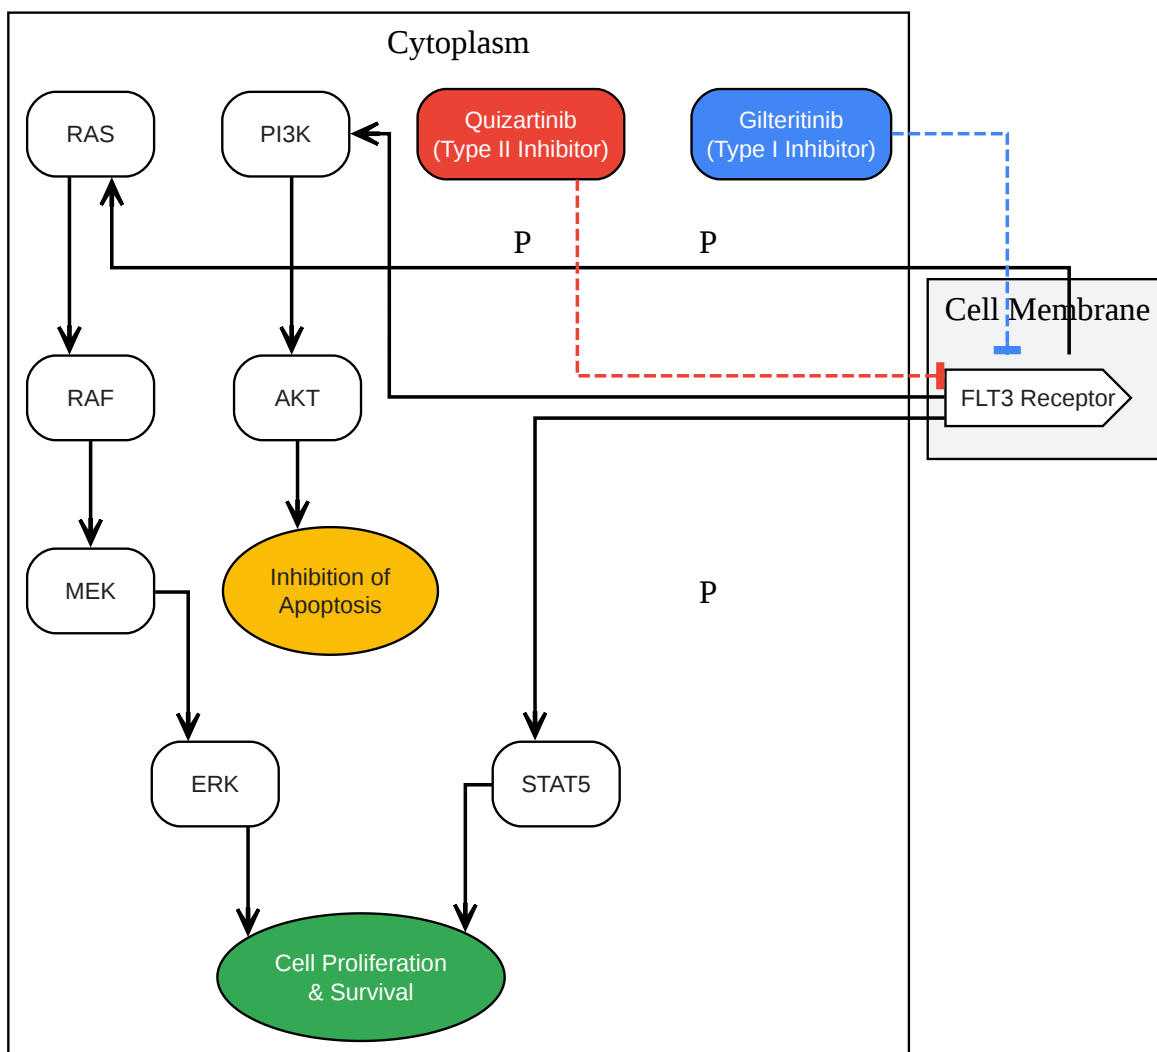 Cytoplasm
RAS
PI3K
Quizartinib
(Type II Inhibitor)
Gilteritinib
(Type I Inhibitor)
P
P
Cell Membrane
RAF
AKT
FLT3 Receptor
MEK
Inhibition of
Apoptosis
P
ERK
STAT5
Cell Proliferation
& Survival